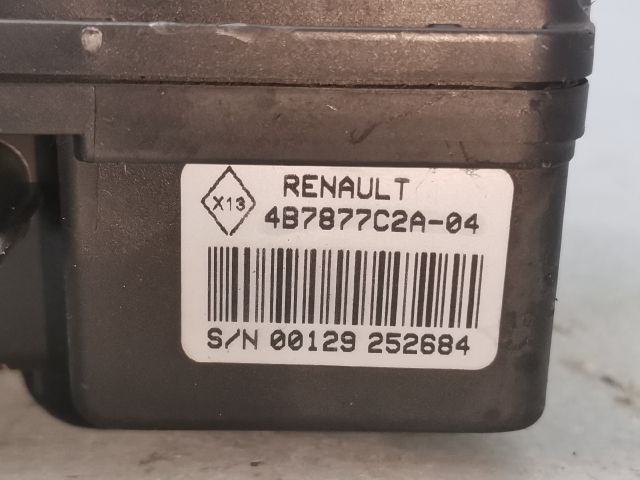 RENAULT
X13
4B7877C2A-04
S/N 00129 252684